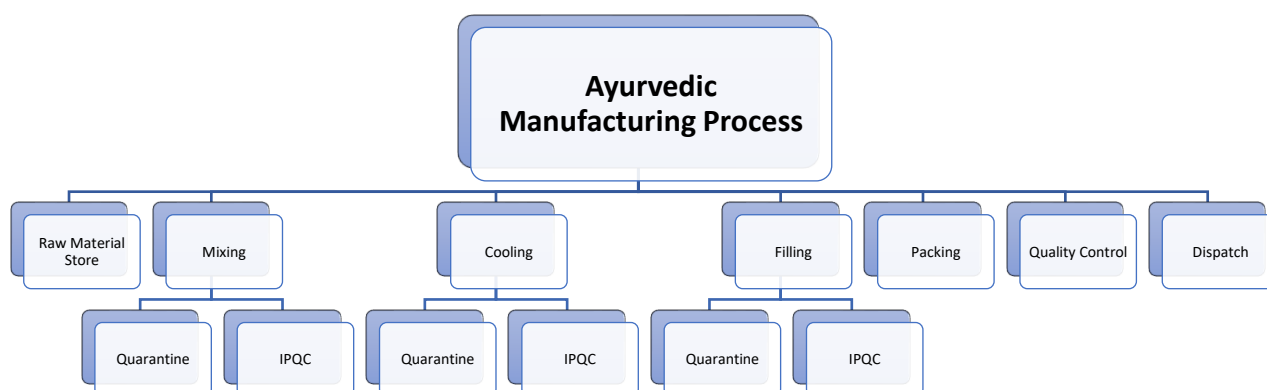 Ayurvedic
Manufacturing Process
Raw Material
Store
Mixing
Cooling
Filling
Packing
Quality Control
Dispatch
Quarantine
IPQC
Quarantine
IPQC
Quarantine
IPQC